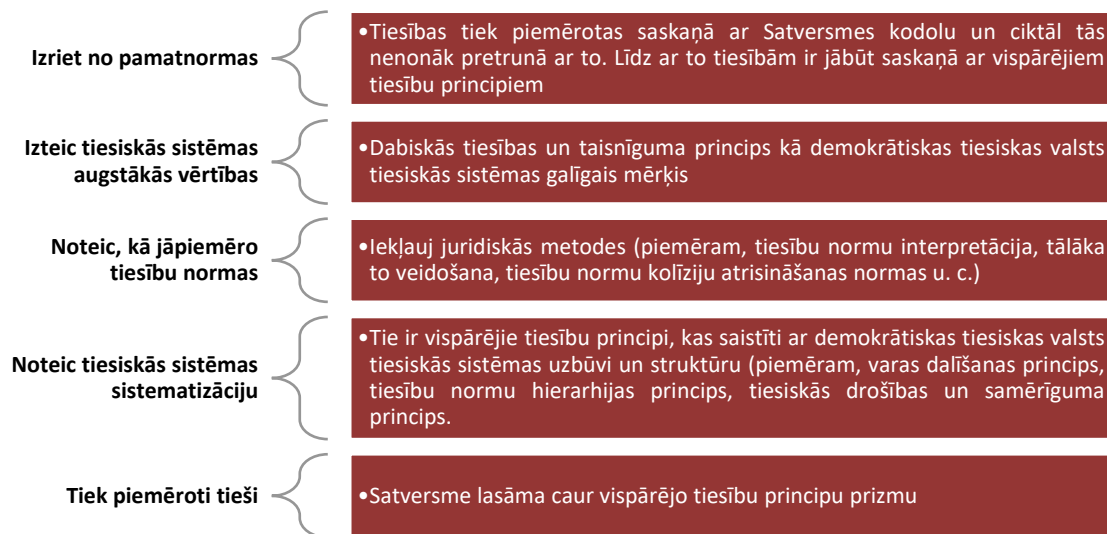 Izriet no pamatnormas
•Tiesības tiek piemērotas saskaņā ar Satversmes kodolu un ciktāl tās
nenonāk pretrunā ar to. Līdz ar to tiesībām ir jābūt saskaņā ar vispārējiem
tiesību principiem
Izteic tiesiskās sistēmas
augstākās vērtības
•Dabiskās tiesības un taisnīguma princips kā demokrātiskas tiesiskas valsts
tiesiskās sistēmas galīgais mērķis
Noteic, kā jāpiemēro
tiesību normas
•Iekļauj juridiskās metodes (piemēram, tiesību normu interpretācija, tālāka
to veidošana, tiesību normu kolīziju atrisināšanas normas u. c.)
Noteic tiesiskās sistēmas
sistematizāciju
•Tie ir vispārējie tiesību principi, kas saistīti ar demokrātiskas tiesiskas valsts
tiesiskās sistēmas uzbūvi un struktūru (piemēram, varas dalīšanas princips,
tiesību normu hierarhijas princips, tiesiskās drošības un samērīguma
princips.
Tiek piemēroti tieši
•Satversme lasāma caur vispārējo tiesību principu prizmu